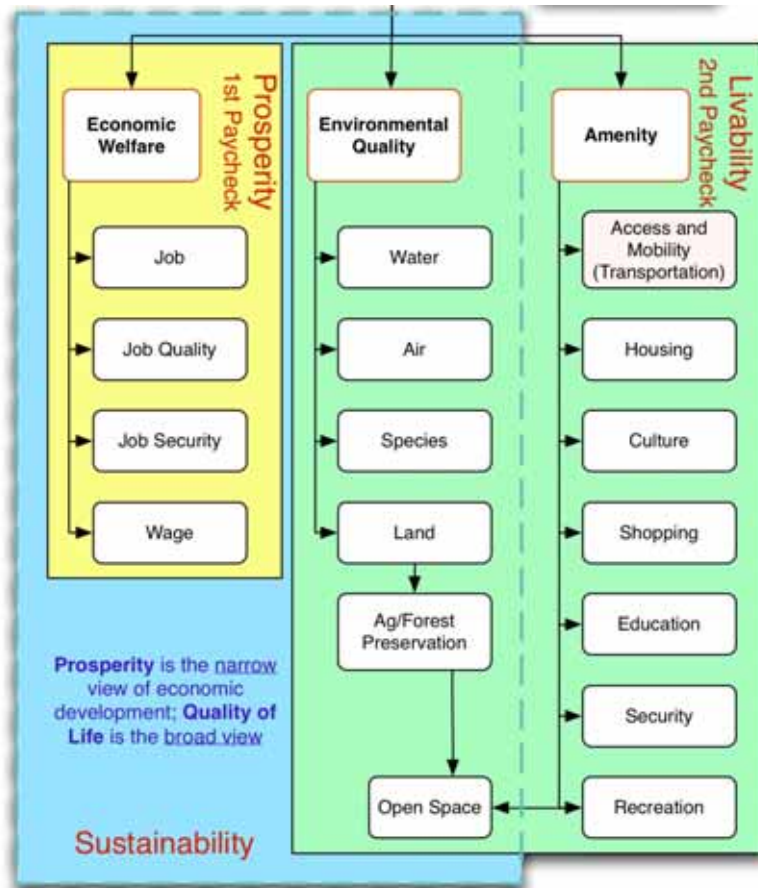 Prosperity
1st Paycheck
Livability
2nd Paycheck
Economic
Welfare
Environmental
Quality
Amenity
Job
Job Quality
Job Security
Wage
Water
Air
Species
Land
Ag/Forest
Preservation
Open Space
Access and
Mobility
(Transportation)
Housing
Culture
Shopping
Education
Security
Recreation
Prosperity is the narrow
view of economic
development; Quality of
Life is the broad view
Sustainability